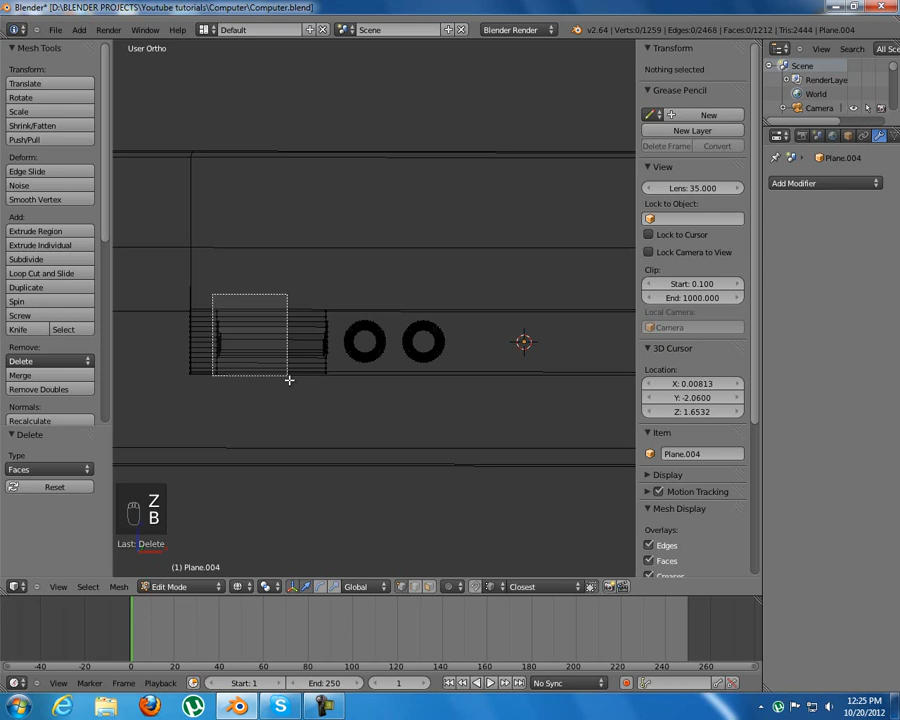 Blender* [D:\BLENDER PROJECTS\Youtube tutorials\Computer\Computer.blend]
File Add Render Window Help Default Scene Blender Render v2.64 | Verts:0/1259 | Edges:0/2468 | Faces:0/1212 | Tris:2444 | Plane.004
Mesh Tools
Transform:
Translate
Rotate
Scale
Shrink/Fatten
Push/Pull
Deform:
Edge Slide
Noise
Smooth Vertex
Add:
Extrude Region
Extrude Individual
Subdivide
Loop Cut and Slide
Duplicate
Spin
Screw
Knife Select
Remove:
Delete
Merge
Remove Doubles
Normals:
Recalculate
Delete
Type
Faces
Reset
User Ortho
Z
B
Last: Delete
(1) Plane.004
Transform
Nothing selected
Grease Pencil
New
New Layer
Delete Frame Convert
View
Lens: 35.000
Lock to Object:
Lock to Cursor
Lock Camera to View
Clip:
Start: 0.100
End: 1000.000
Local Camera:
Camera
3D Cursor
Location:
X: 0.00813
Y: -2.0600
Z: 1.6532
Item
Plane.004
Display
Motion Tracking
Mesh Display
Overlays:
Edges
Faces
Creases
View Search All Sce
Scene
RenderLaye
World
Camera
Plane.004
Add Modifier
View Select Mesh Edit Mode Global Closest
-40 -20 0 20 40 60 80 100 120 140 160 180 200 220 240 260
View Marker Frame Playback Start: 1 End: 250 1 No Sync
12:25 PM
10/20/2012